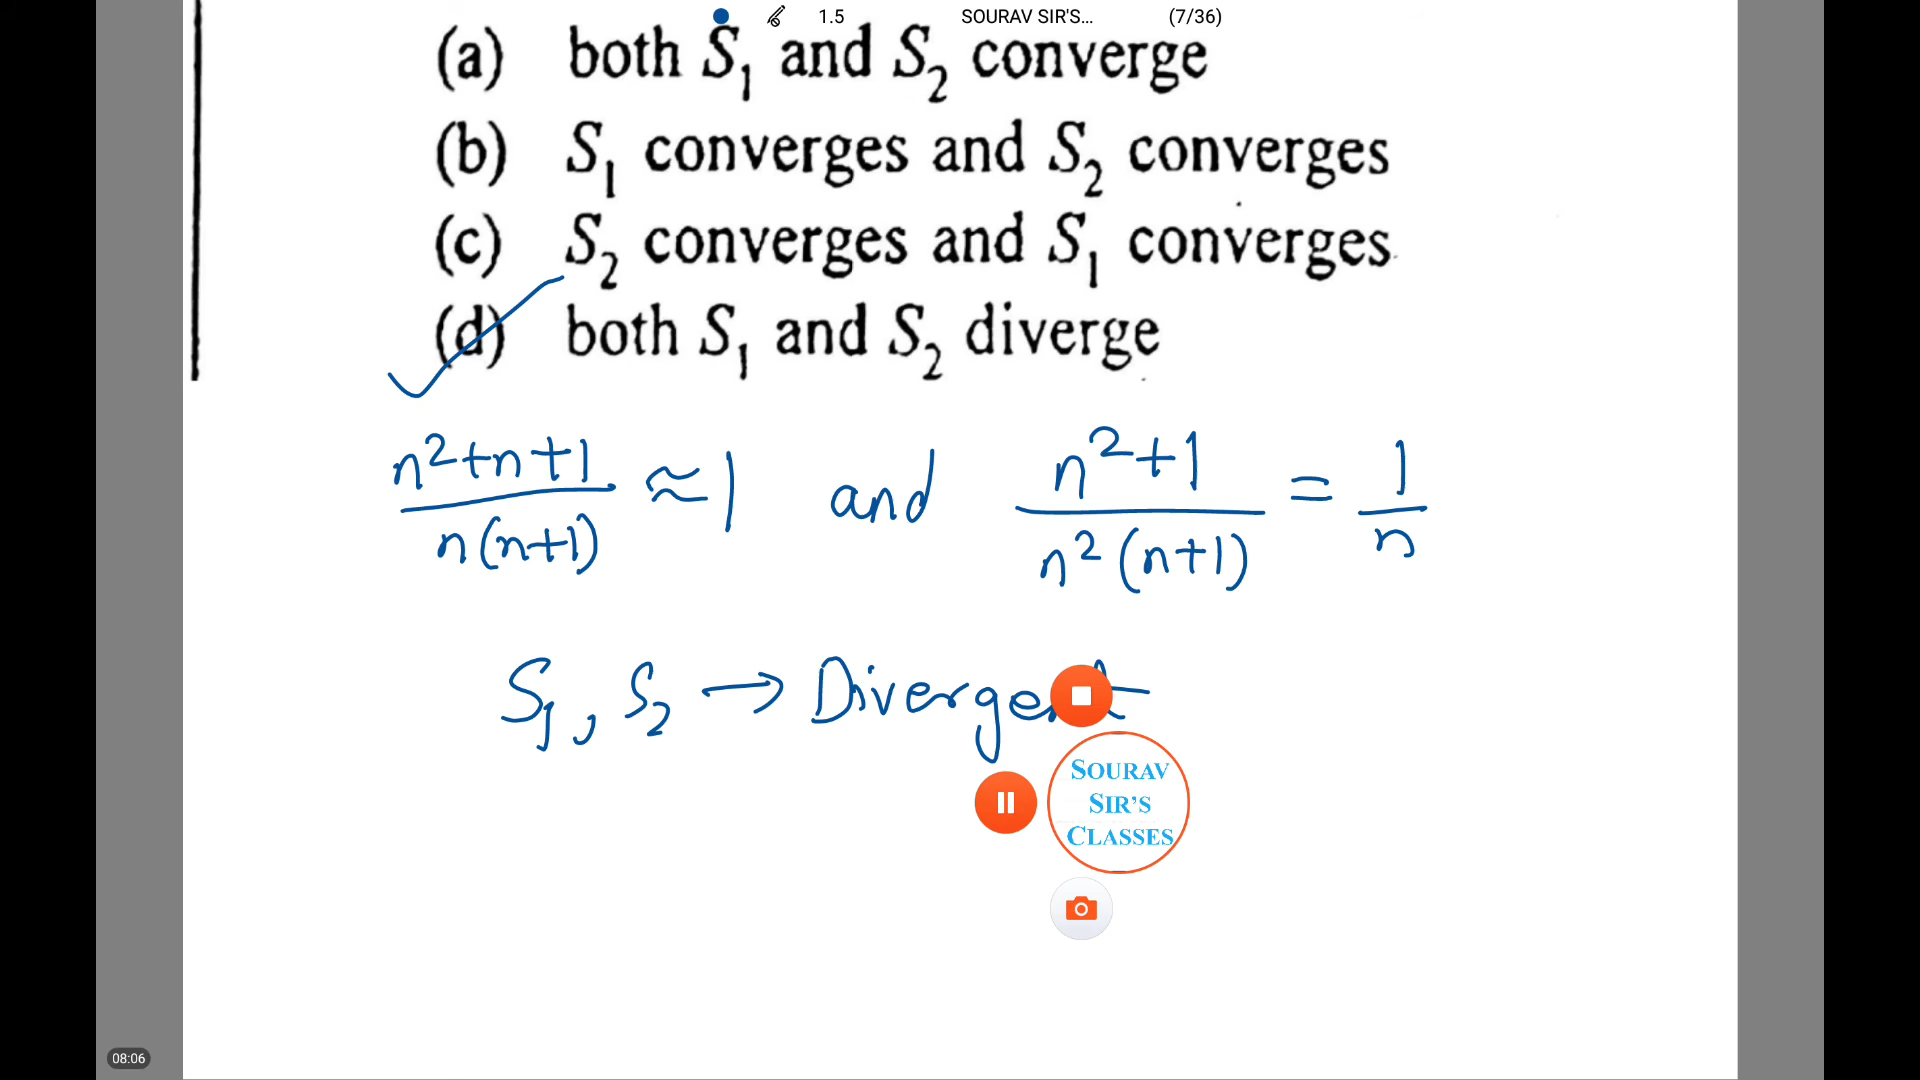 1.5 SOURAV SIR'S... (7/36)
(a) both S₁ and S₂ converge
(b) S₁ converges and S₂ converges
(c) S₂ converges and S₁ converges
(d) both S₁ and S₂ diverge
(n²+n+1)/(n(n+1)) ≈ 1 and (n²+1)/(n²(n+1)) = 1/n
S₁, S₂ → Divergent
SOURAV
SIR'S
CLASSES
08:06